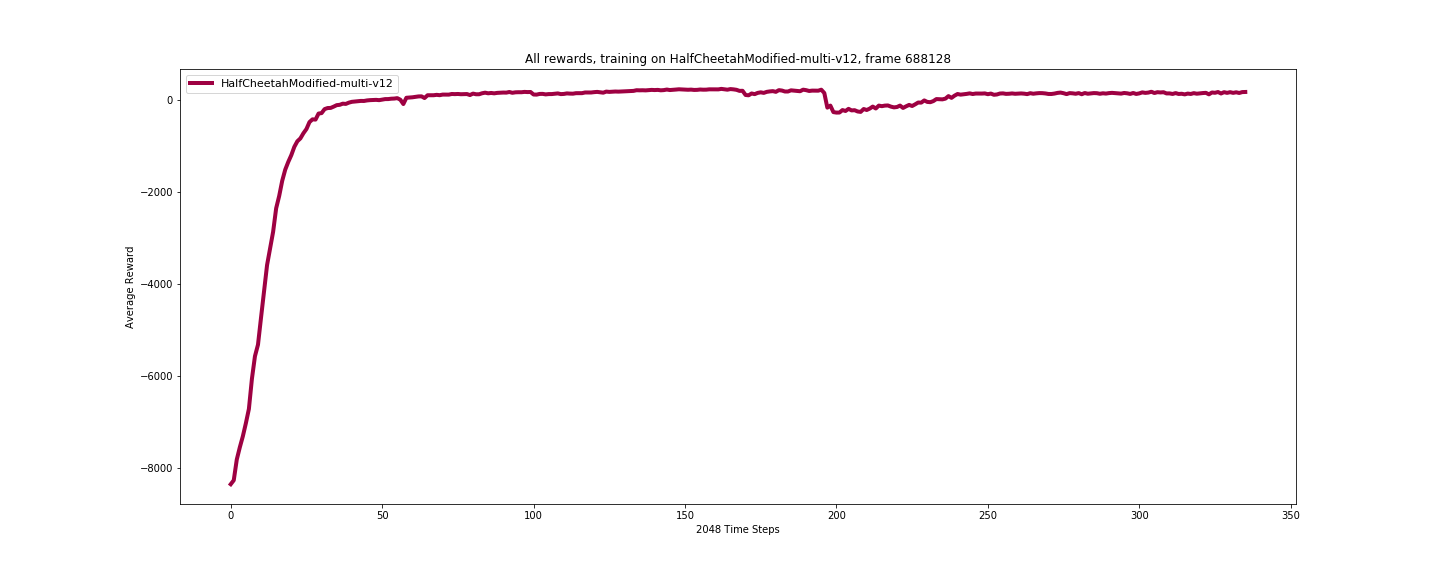 All rewards, training on HalfCheetahModified-multi-v12, frame 688128
HalfCheetahModified-multi-v12
0
−2000
−4000
−6000
−8000
Average Reward
0 50 100 150 200 250 300 350
2048 Time Steps